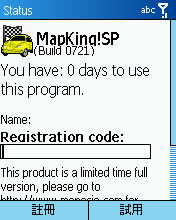 Status
abc
MapKing!SP
(Build 0721)
You have: 0 days to use
this program.
Name:
Registration code:
This product is a limited time full
version, please go to
註冊
試用